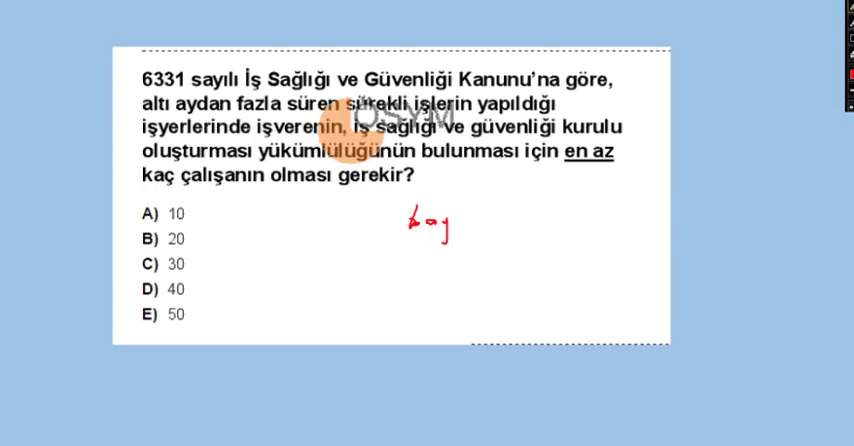 6331 sayılı İş Sağlığı ve Güvenliği Kanunu'na göre,
altı aydan fazla süren sürekli işlerin yapıldığı
işyerlerinde işverenin, iş sağlığı ve güvenliği kurulu
oluşturması yükümlülüğünün bulunması için en az
kaç çalışanın olması gerekir?
ÖSYM
A) 10
B) 20
C) 30
D) 40
E) 50